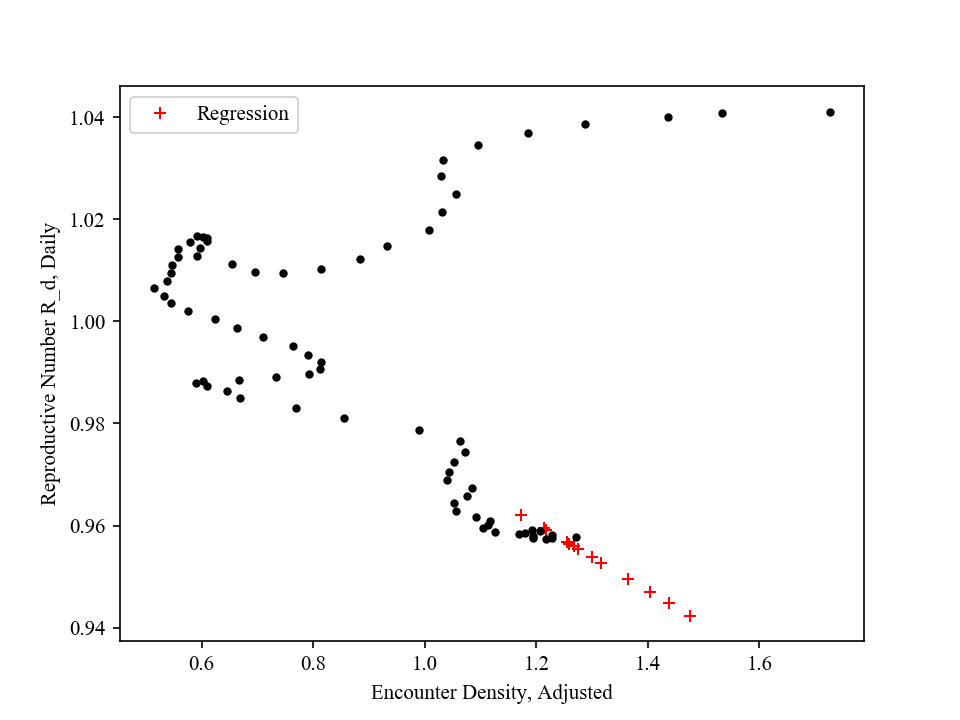 Regression
1.04
1.02
1.00
0.98
0.96
0.94
Reproductive Number R_d, Daily
0.6 0.8 1.0 1.2 1.4 1.6
Encounter Density, Adjusted